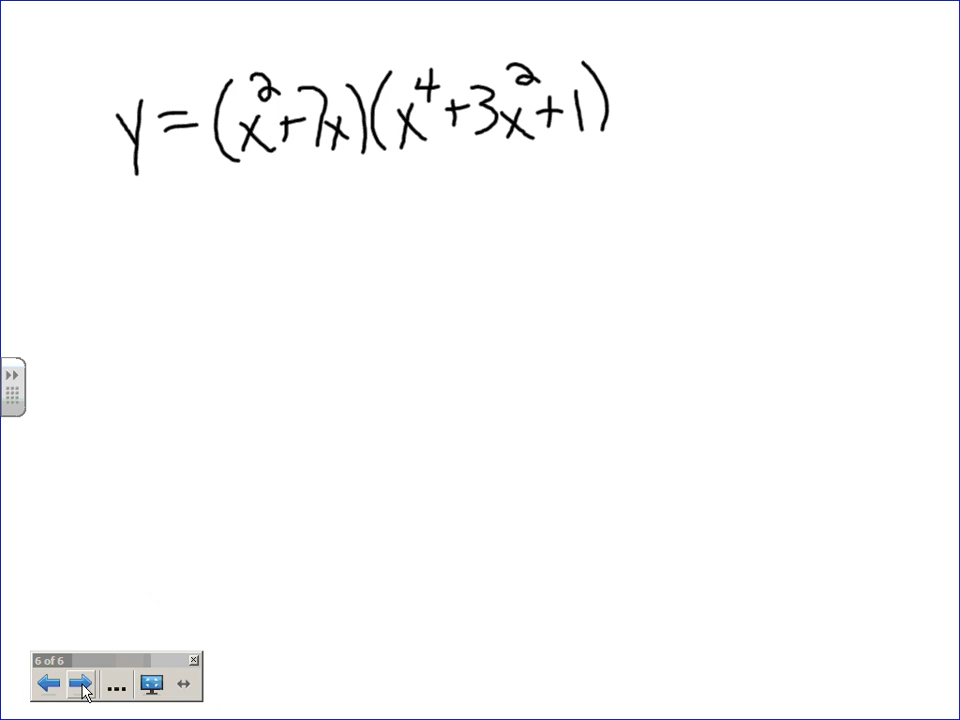 y = (x² + 7x)(x⁴ + 3x² + 1)
6 of 6